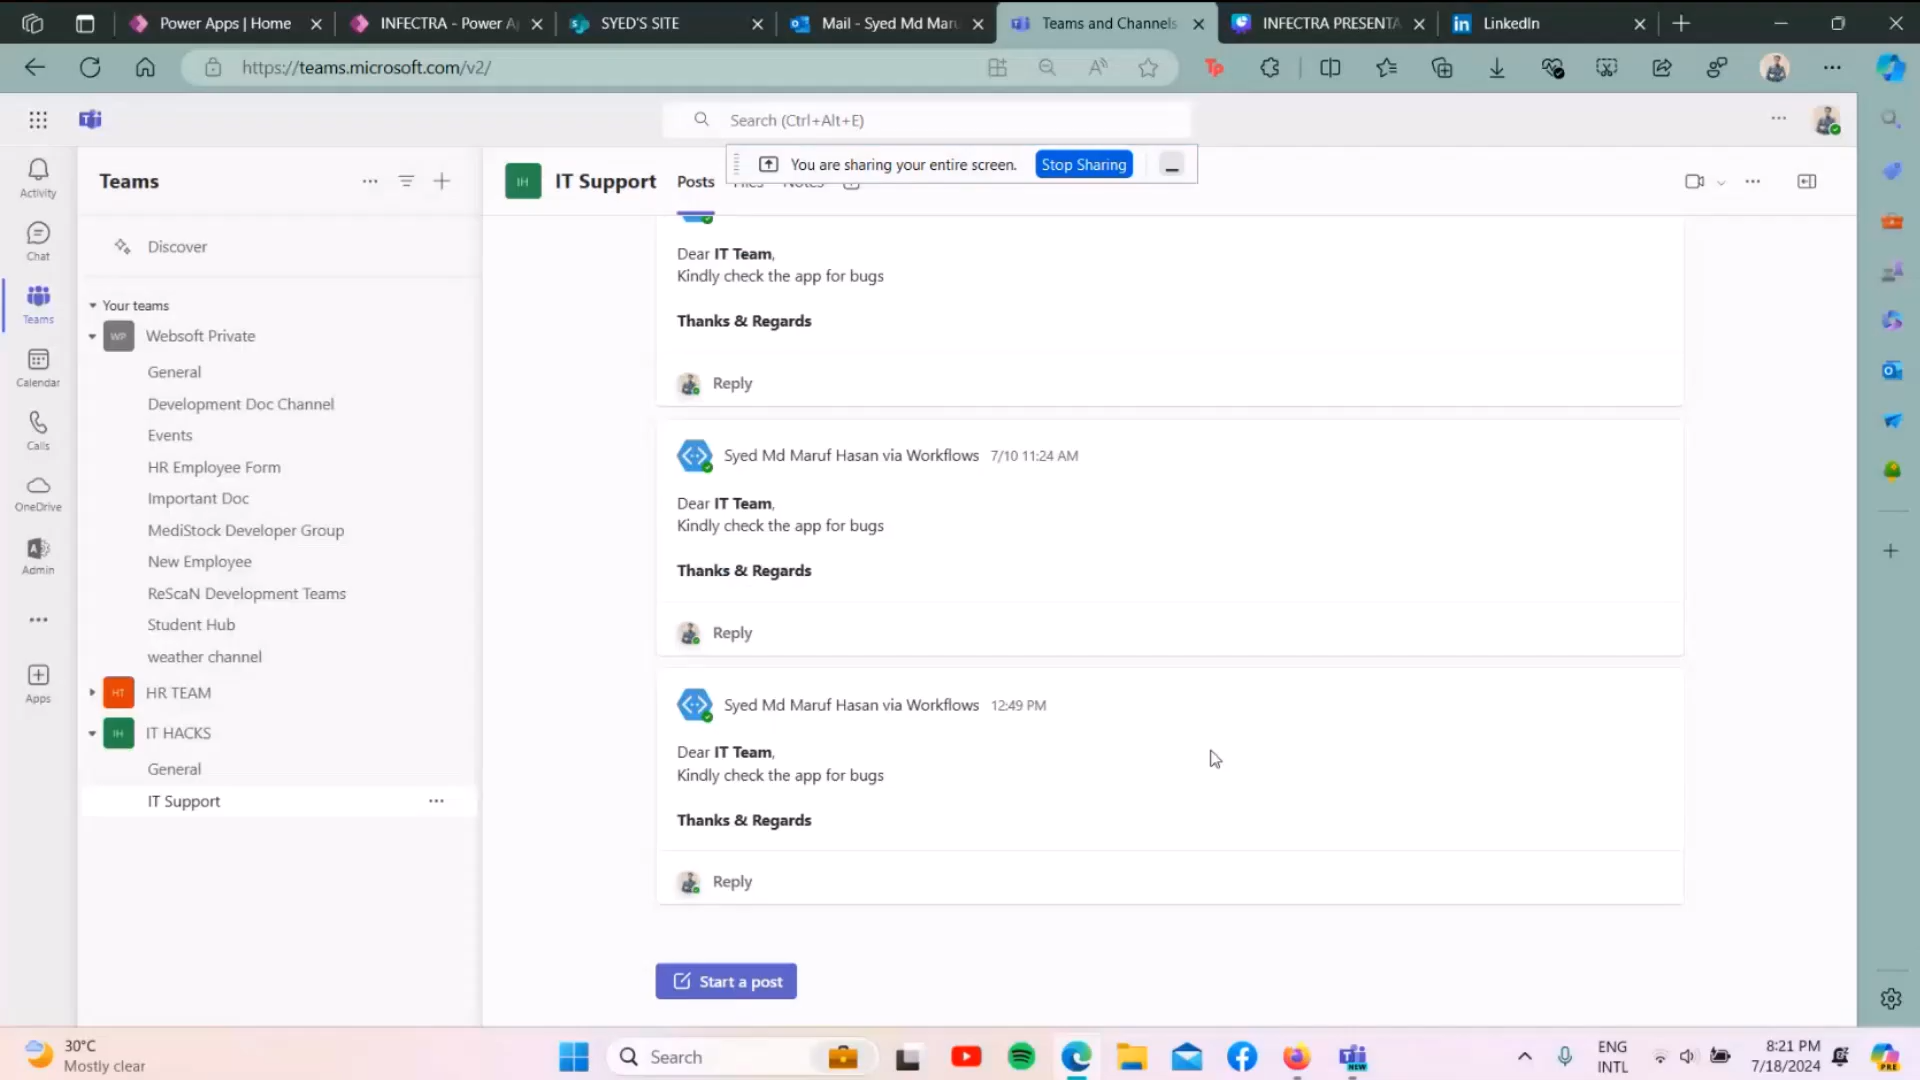 Power Apps | Home
INFECTRA - Power A
SYED'S SITE
Mail - Syed Md Mar
Teams and Channels
INFECTRA PRESENTA
LinkedIn
https://teams.microsoft.com/v2/
Search (Ctrl+Alt+E)
You are sharing your entire screen.
Stop Sharing
Activity
Chat
Teams
Calendar
Calls
OneDrive
Admin
Apps
Teams
Discover
Your teams
WP Websoft Private
General
Development Doc Channel
Events
HR Employee Form
Important Doc
MediStock Developer Group
New Employee
ReScaN Development Teams
Student Hub
weather channel
HT HR TEAM
IH IT HACKS
General
IT Support
IH IT Support Posts
Dear IT Team,
Kindly check the app for bugs
Thanks & Regards
Reply
Syed Md Maruf Hasan via Workflows 7/10 11:24 AM
Dear IT Team,
Kindly check the app for bugs
Thanks & Regards
Reply
Syed Md Maruf Hasan via Workflows 12:49 PM
Dear IT Team,
Kindly check the app for bugs
Thanks & Regards
Reply
Start a post
30°C
Mostly clear
Search
NEW
ENG
INTL
8:21 PM
7/18/2024
PRE